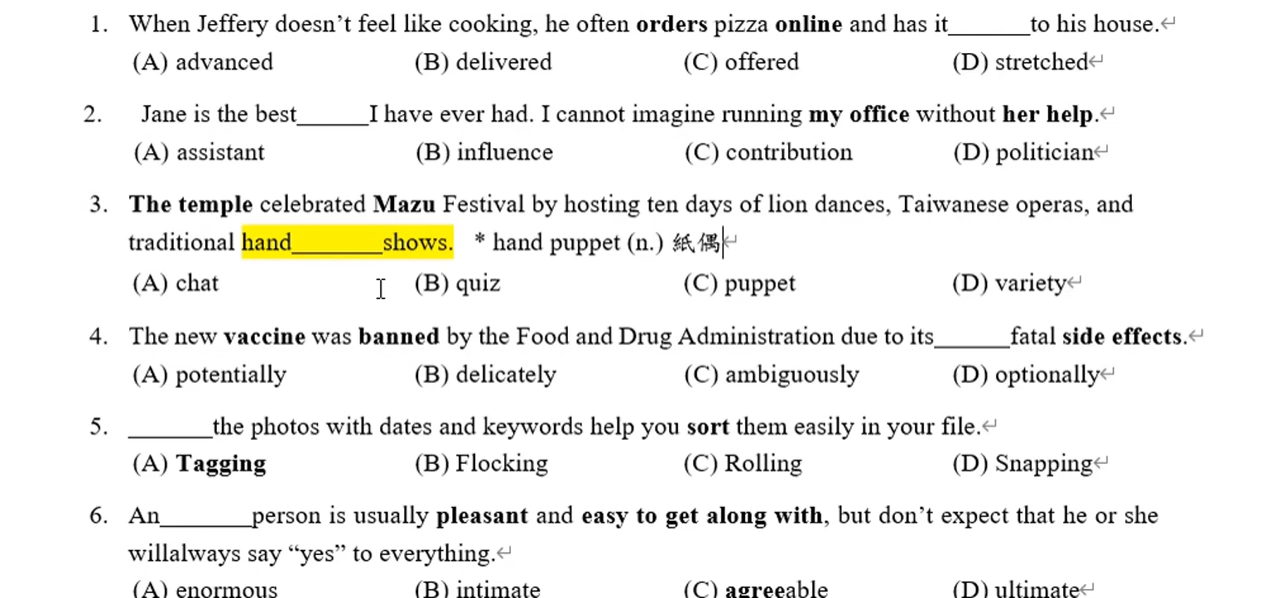 1. When Jeffery doesn’t feel like cooking, he often orders pizza online and has it______to his house.
(A) advanced (B) delivered (C) offered (D) stretched
2. Jane is the best______I have ever had. I cannot imagine running my office without her help.
(A) assistant (B) influence (C) contribution (D) politician
3. The temple celebrated Mazu Festival by hosting ten days of lion dances, Taiwanese operas, and
traditional hand_______shows. * hand puppet (n.) 紙偶
(A) chat (B) quiz (C) puppet (D) variety
4. The new vaccine was banned by the Food and Drug Administration due to its______fatal side effects.
(A) potentially (B) delicately (C) ambiguously (D) optionally
5. _______the photos with dates and keywords help you sort them easily in your file.
(A) Tagging (B) Flocking (C) Rolling (D) Snapping
6. An_______person is usually pleasant and easy to get along with, but don’t expect that he or she
willalways say “yes” to everything.
(A) enormous (B) intimate (C) agreeable (D) ultimate